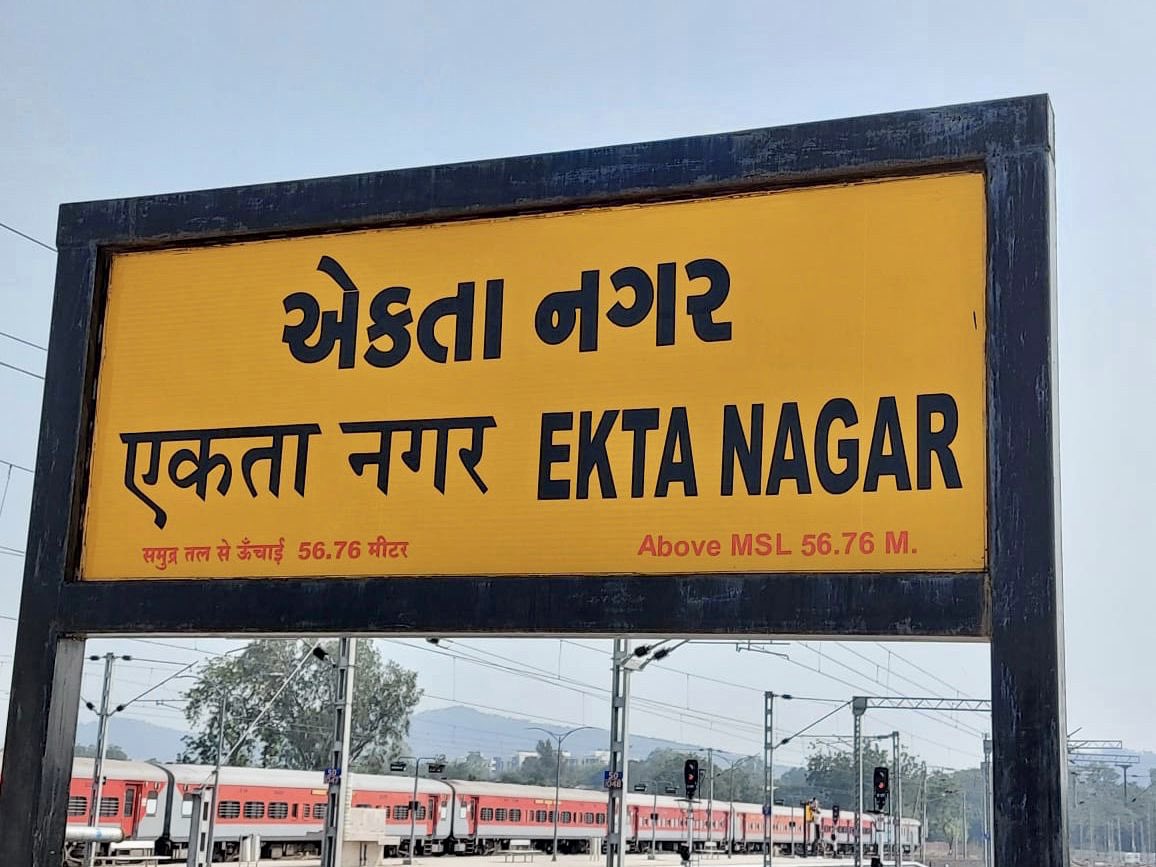 એકતા નગર
एकता नगर EKTA NAGAR
समुद्र तल से ऊँचाई 56.76 मीटर Above MSL 56.76 M.